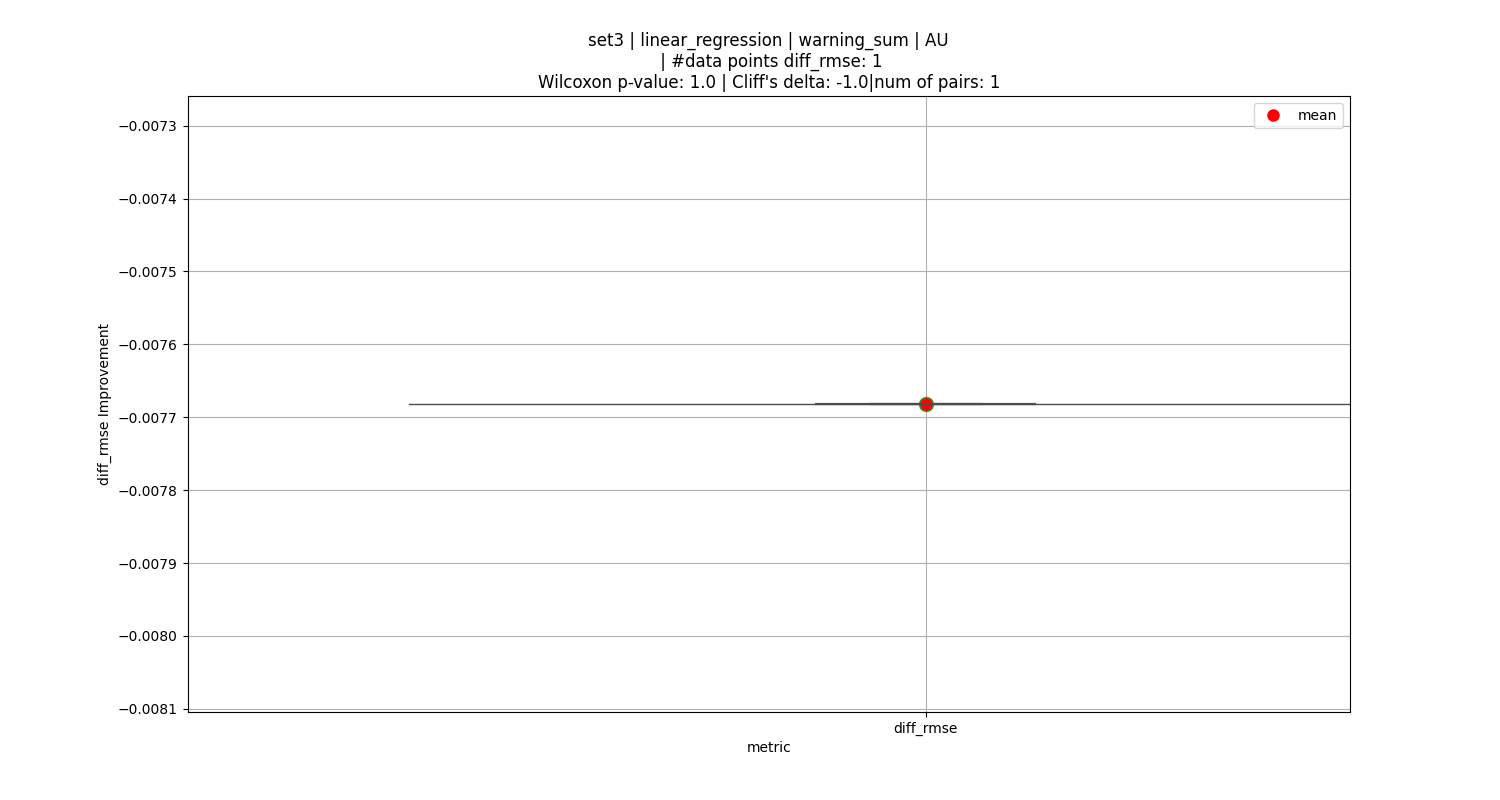 set3 | linear_regression | warning_sum | AU
| #data points diff_rmse: 1
Wilcoxon p-value: 1.0 | Cliff's delta: -1.0|num of pairs: 1
mean
−0.0073
−0.0074
−0.0075
−0.0076
−0.0077
−0.0078
−0.0079
−0.0080
−0.0081
diff_rmse Improvement
diff_rmse
metric